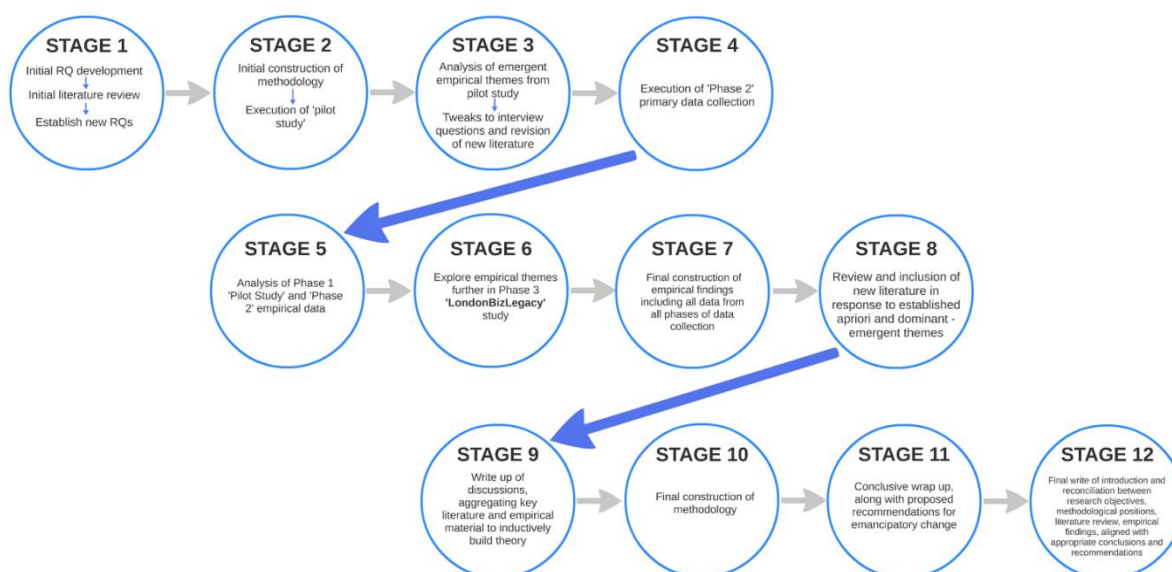 STAGE 1
Initial RQ development
Initial literature review
Establish new RQs
STAGE 2
Initial construction of
methodology
Execution of 'pilot
study'
STAGE 3
Analysis of emergent
empirical themes from
pilot study
Tweaks to interview
questions and revision
of new literature
STAGE 4
Execution of 'Phase 2'
primary data collection
STAGE 5
Analysis of Phase 1
'Pilot Study' and 'Phase
2' empirical data
STAGE 6
Explore empirical themes
further in Phase 3
'LondonBizLegacy'
study
STAGE 7
Final construction of
empirical findings
including all data from
all phases of data
collection
STAGE 8
Review and inclusion of
new literature in
response to established
apriori and dominant -
emergent themes
STAGE 9
Write up of
discussions,
aggregating key
literature and empirical
material to inductively
build theory
STAGE 10
Final construction of
methodology
STAGE 11
Conclusive wrap up,
along with proposed
recommendations for
emancipatory change
STAGE 12
Final write of introduction and
reconciliation between
research objectives,
methodological positions,
literature review, empirical
findings, aligned with
appropriate conclusions and
recommendations